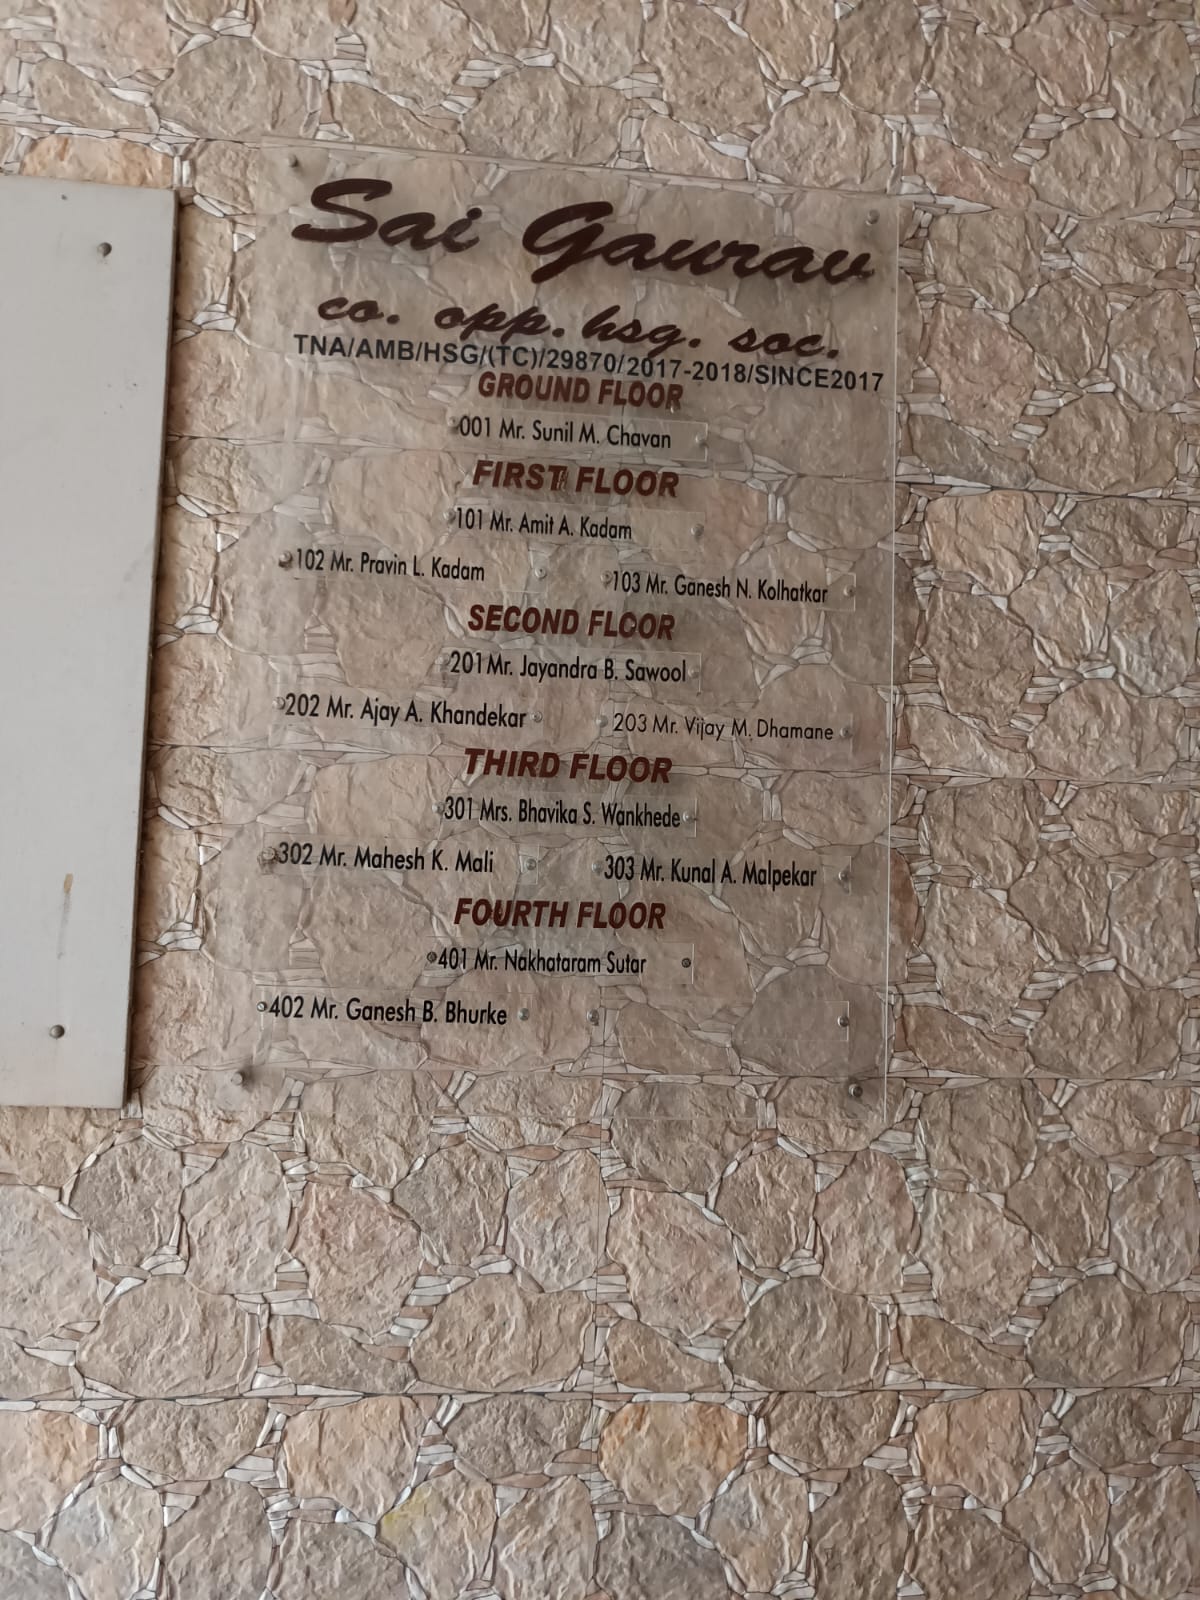 Sai Gaurav
co. opp. hsg. soc.
TNA/AMB/HSG/(TC)/29870/2017-2018/SINCE2017
GROUND FLOOR
001 Mr. Sunil M. Chavan
FIRST FLOOR
101 Mr. Amit A. Kadam
102 Mr. Pravin L. Kadam
103 Mr. Ganesh N. Kolhatkar
SECOND FLOOR
201 Mr. Jayandra B. Sawool
202 Mr. Ajay A. Khandekar
203 Mr. Vijay M. Dhamane
THIRD FLOOR
301 Mrs. Bhavika S. Wankhede
302 Mr. Mahesh K. Mali
303 Mr. Kunal A. Malpekar
FOURTH FLOOR
401 Mr. Nakhataram Sutar
402 Mr. Ganesh B. Bhurke